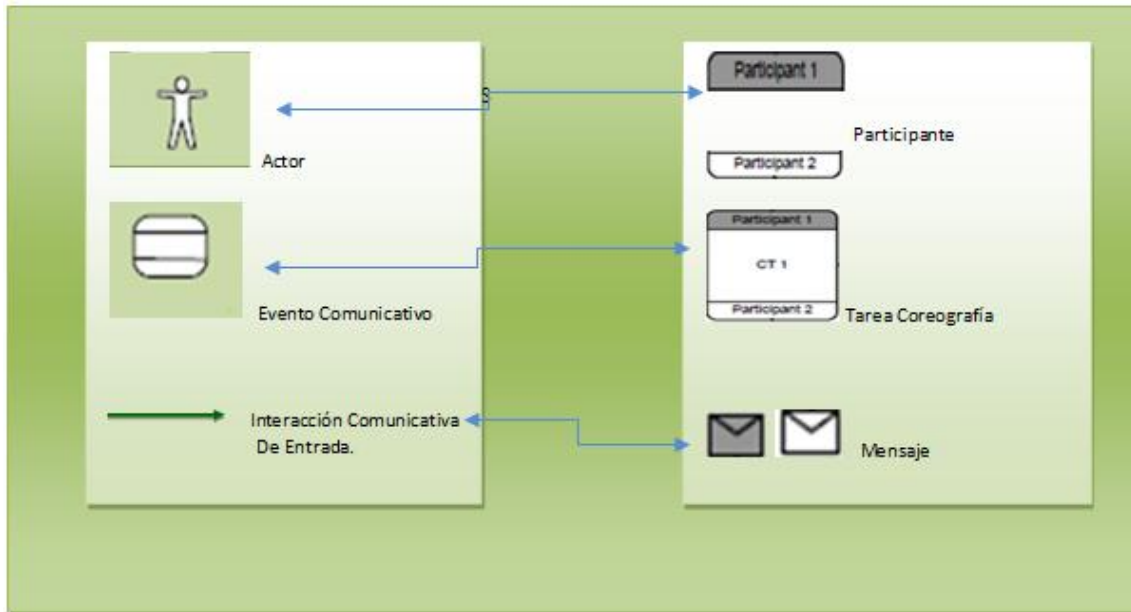 Actor
Evento Comunicativo
Interacción Comunicativa
De Entrada.
s
Participant 1
Participante
Participant 2
Participant 1
CT 1
Participant 2
Tarea Coreografía
Mensaje